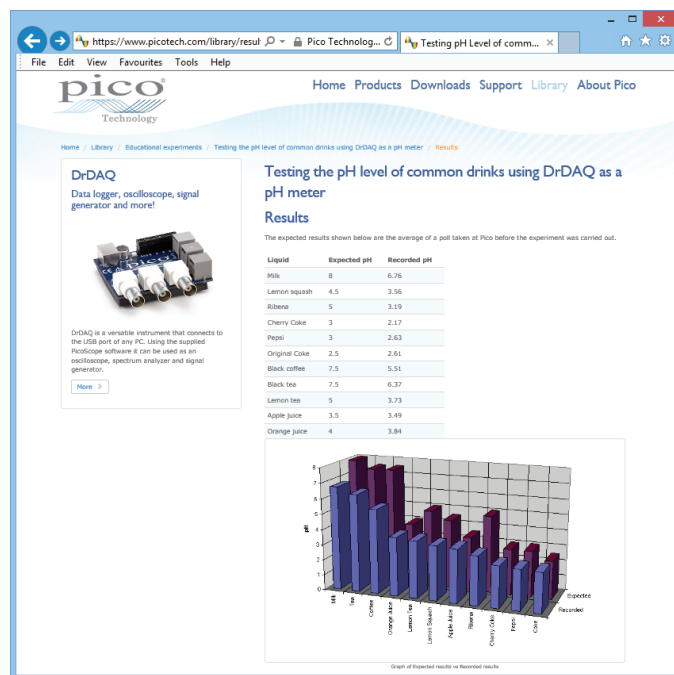 https://www.picotech.com/library/resul
Pico Technolog...
Testing pH Level of comm...
File Edit View Favourites Tools Help
pico
Technology
Home Products Downloads Support Library About Pico
Home / Library / Educational experiments / Testing the pH level of common drinks using DrDAQ as a pH meter / Results
DrDAQ
Data logger, oscilloscope, signal
generator and more!
DrDAQ is a versatile instrument that connects to
the USB port of any PC. Using the supplied
PicoScope software it can be used as an
oscilloscope, spectrum analyzer and signal
generator.
More
Testing the pH level of common drinks using DrDAQ as a
pH meter
Results
The expected results shown below are the average of a poll taken at Pico before the experiment was carried out.
Liquid Expected pH Recorded pH
Milk 8 6.76
Lemon squash 4.5 3.56
Ribena 5 3.19
Cherry Coke 3 2.17
Pepsi 3 2.63
Original Coke 2.5 2.61
Black coffee 7.5 5.51
Black tea 7.5 6.37
Lemon tea 5 3.73
Apple juice 3.5 3.49
Orange juice 4 3.84
8
7
6
5
4
3
2
1
0
pH
Milk
Tea
Coffee
Orange Juice
Lemon Tea
Lemon Squash
Apple Juice
Ribena
Cherry Coke
Pepsi
Coke
Expected
Recorded
Graph of Expected results vs Recorded results